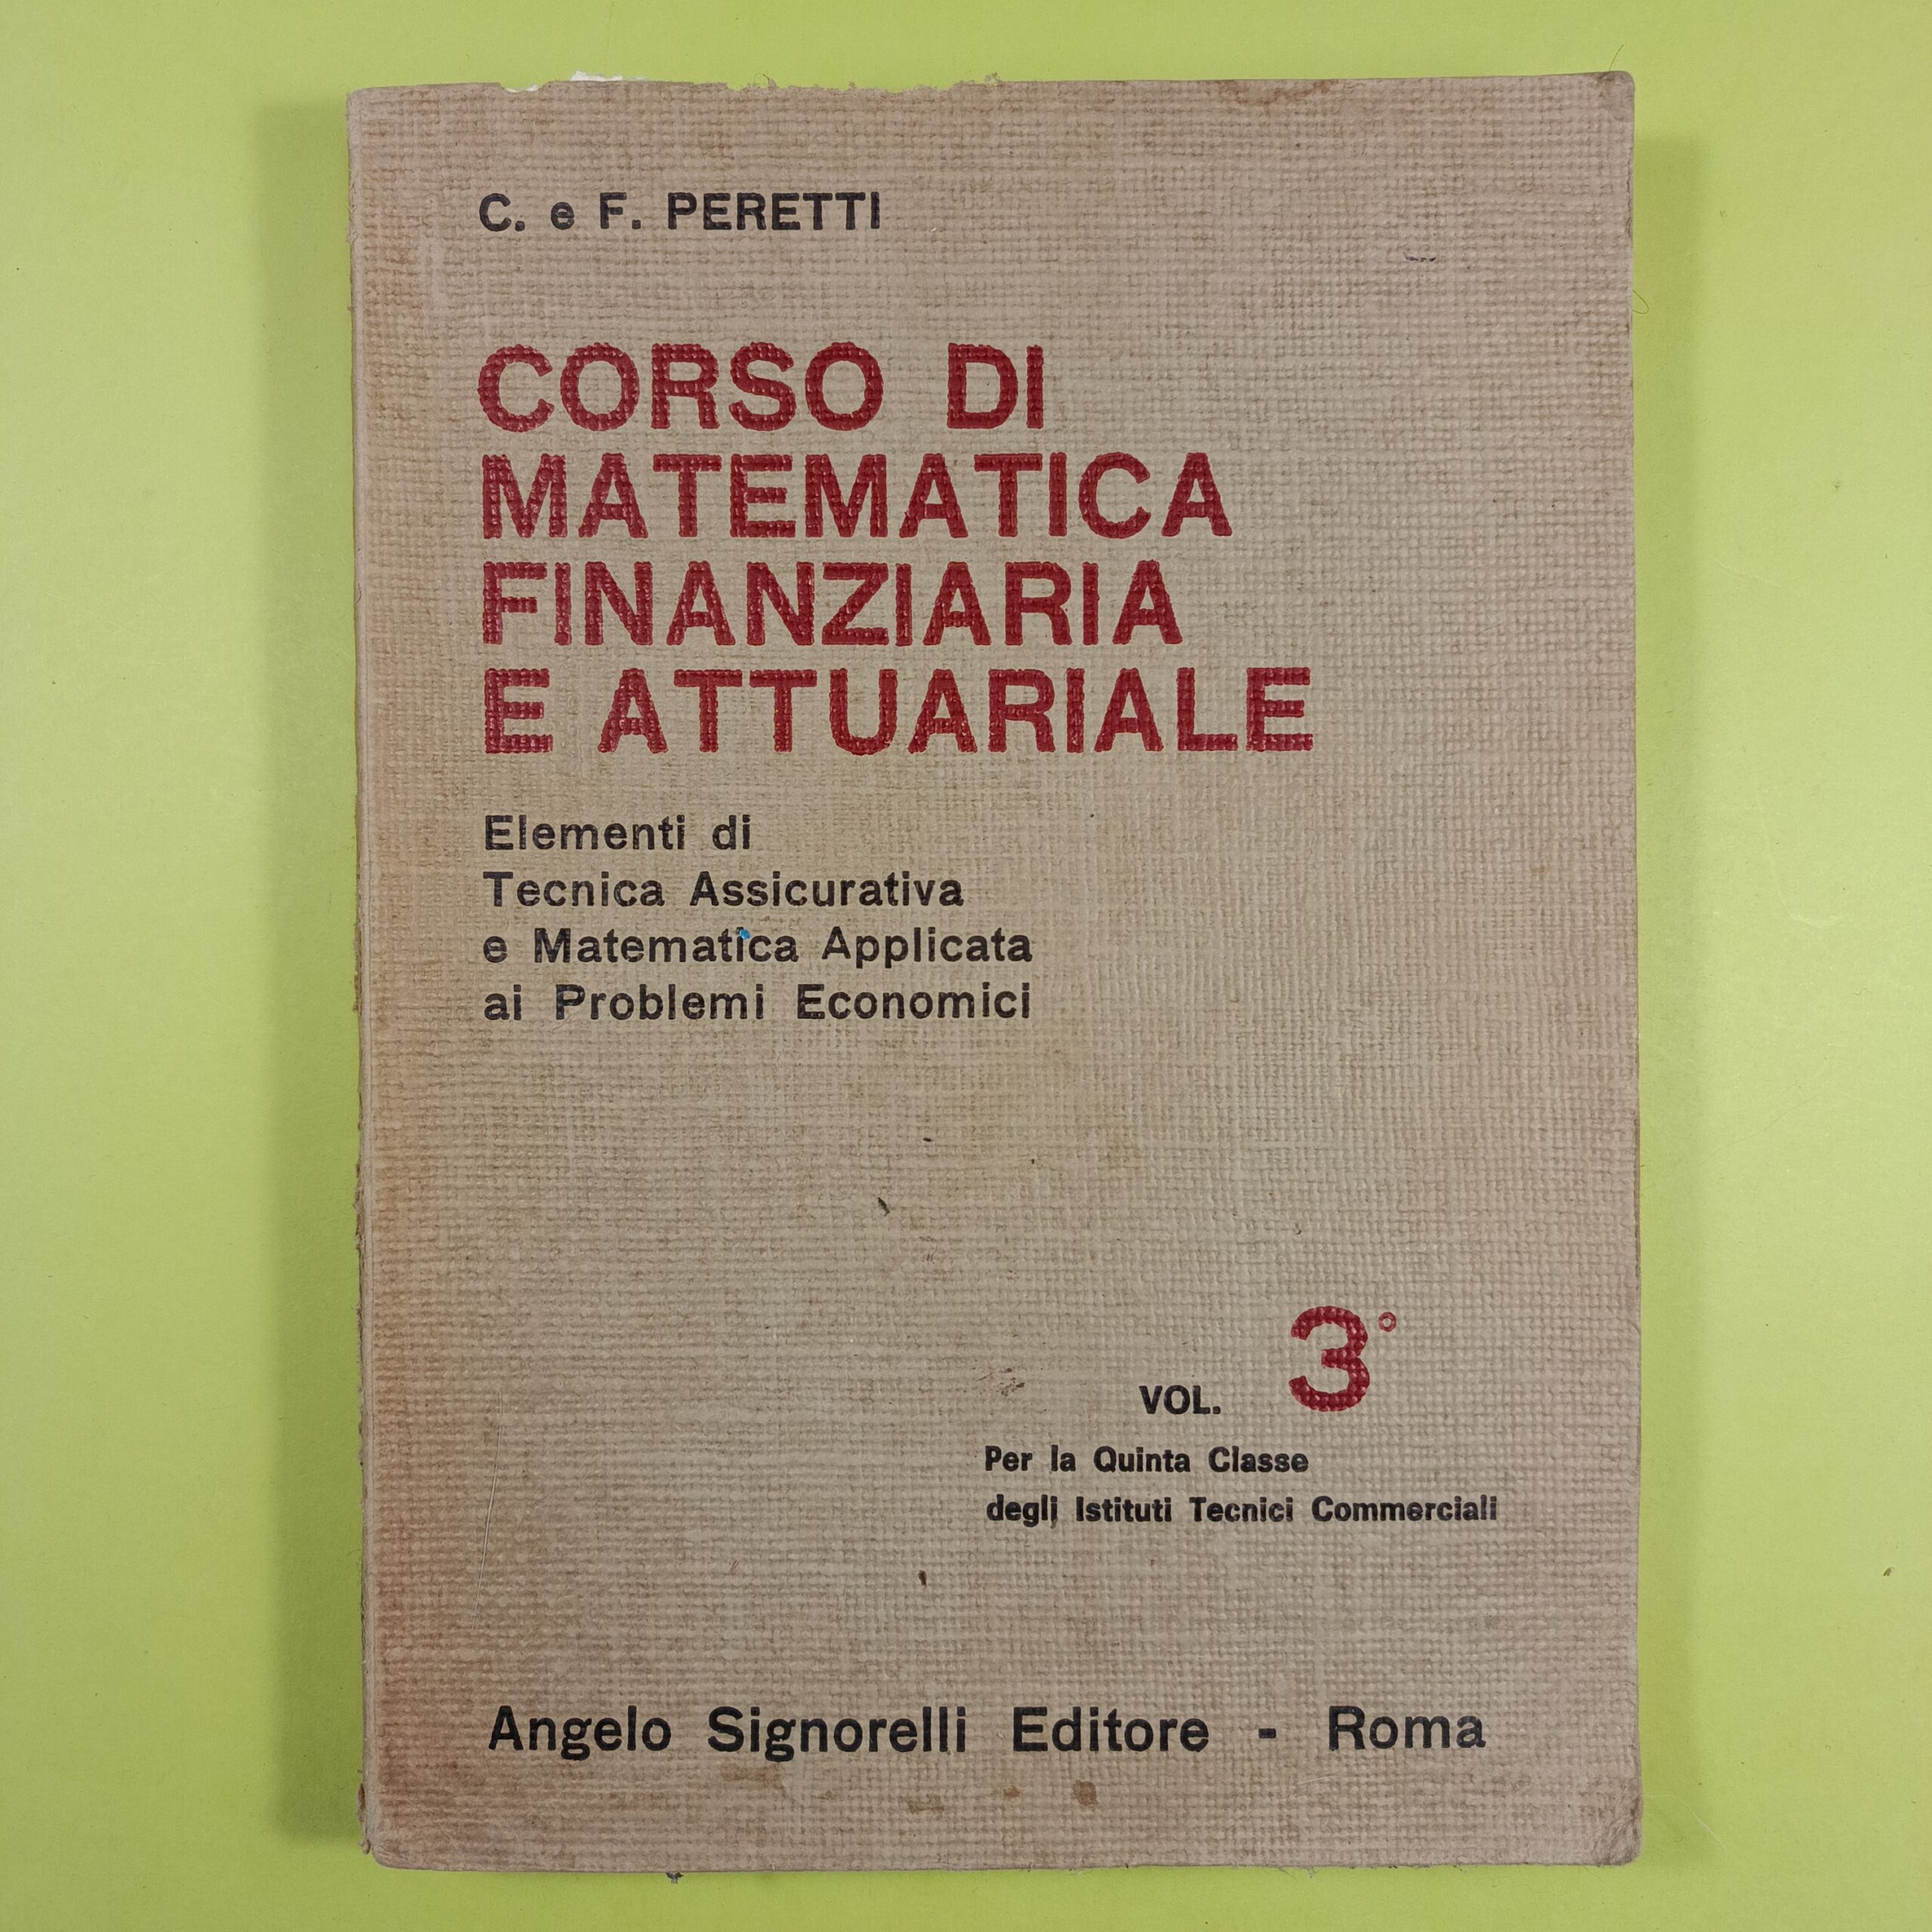 C. e F. PERETTI
CORSO DI
MATEMATICA
FINANZIARIA
E ATTUARIALE
Elementi di
Tecnica Assicurativa
e Matematica Applicata
ai Problemi Economici
VOL. 3°
Per la Quinta Classe
degli Istituti Tecnici Commerciali
Angelo Signorelli Editore - Roma